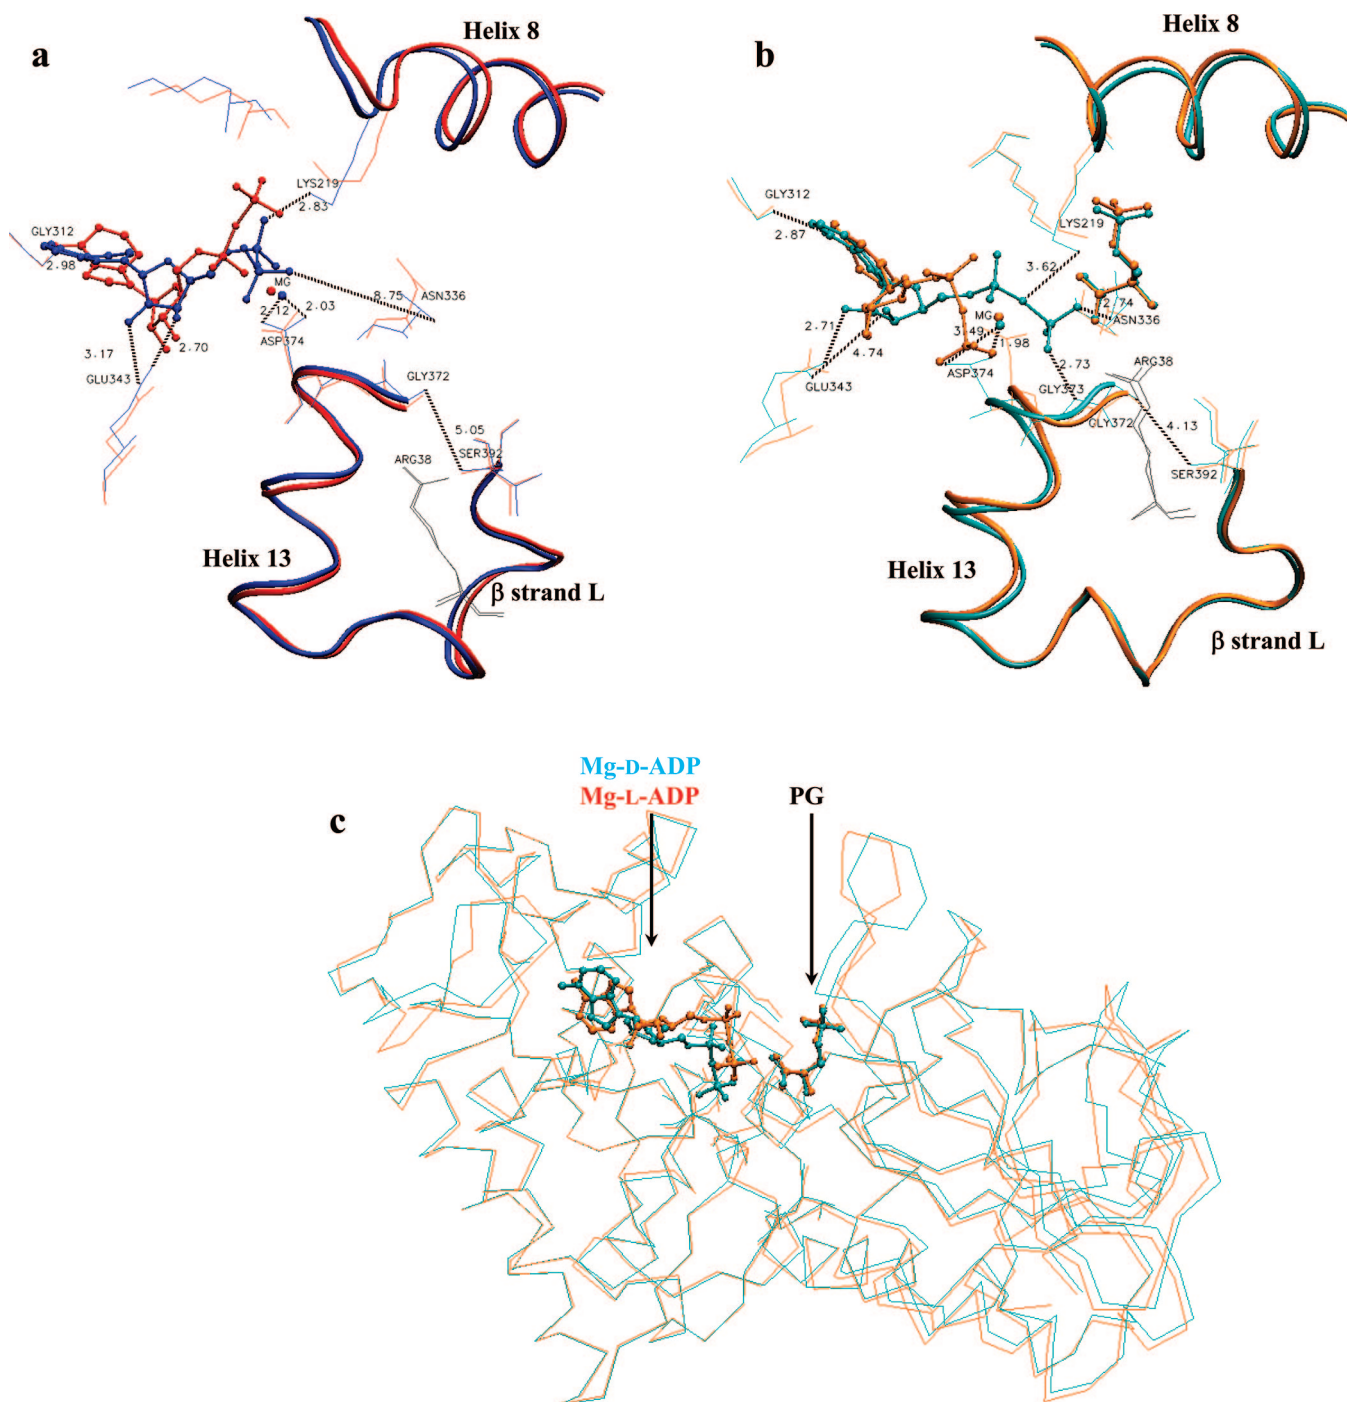 a
Helix 8
LYS219
2.83
GLY312
2.98
MG
8.75
ASN336
2.12
2.03
ASP374
3.17
2.70
GLU343
GLY372
5.05
SER392
ARG38
Helix 13
β strand L
b
Helix 8
GLY312
2.87
LYS219
3.62
2.74
ASN336
MG
2.71
3.49
1.98
4.74
ASP374
ARG38
2.73
GLU343
GLY373
GLY372
4.13
SER392
Helix 13
β strand L
c
Mg-D-ADP
Mg-L-ADP
PG